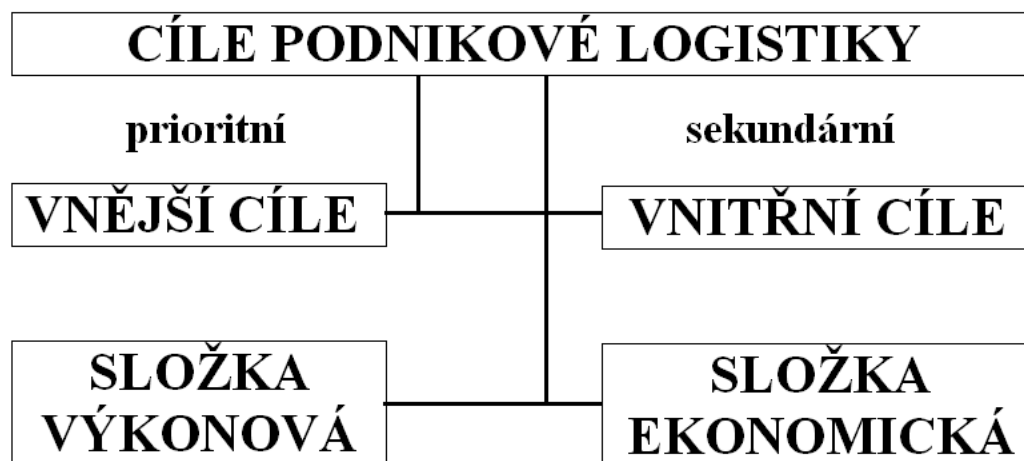 CÍLE PODNIKOVÉ LOGISTIKY
prioritní
sekundární
VNĚJŠÍ CÍLE
VNITŘNÍ CÍLE
SLOŽKA
VÝKONOVÁ
SLOŽKA
EKONOMICKÁ